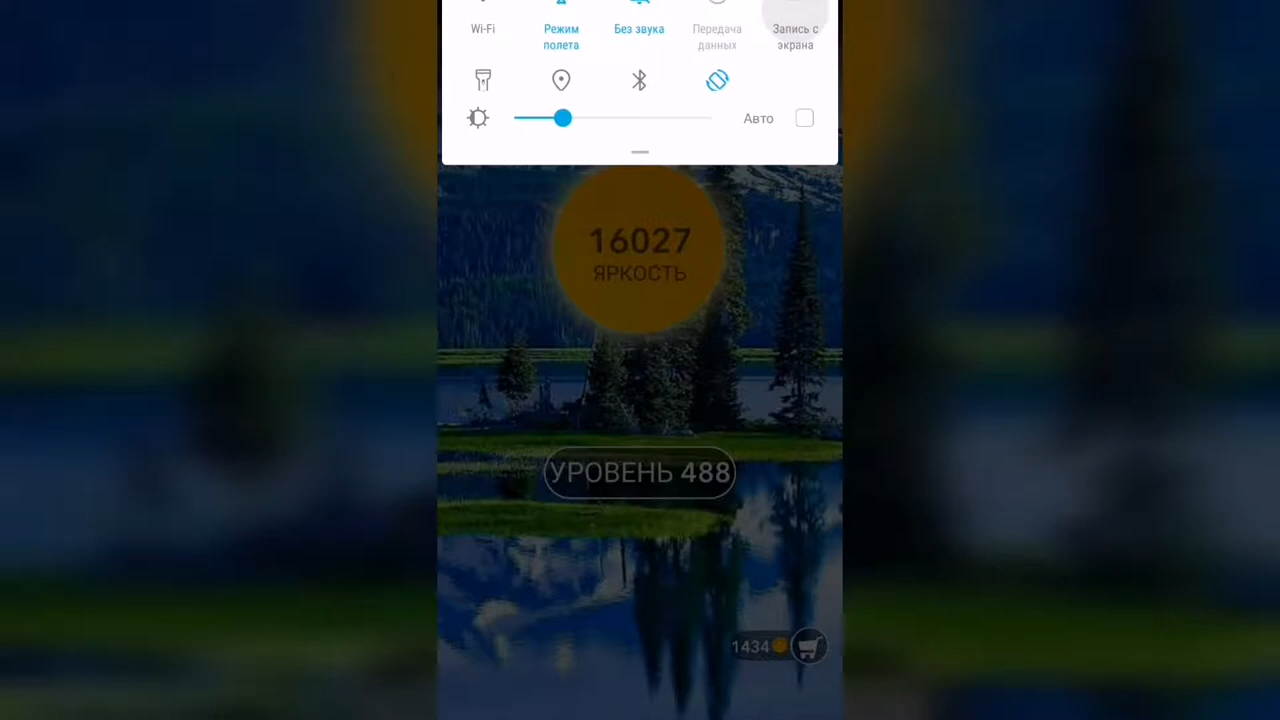 Wi-Fi
Режим
полета
Без звука
Передача
данных
Запись с
экрана
Авто
16027
ЯРКОСТЬ
УРОВЕНЬ 488
1434